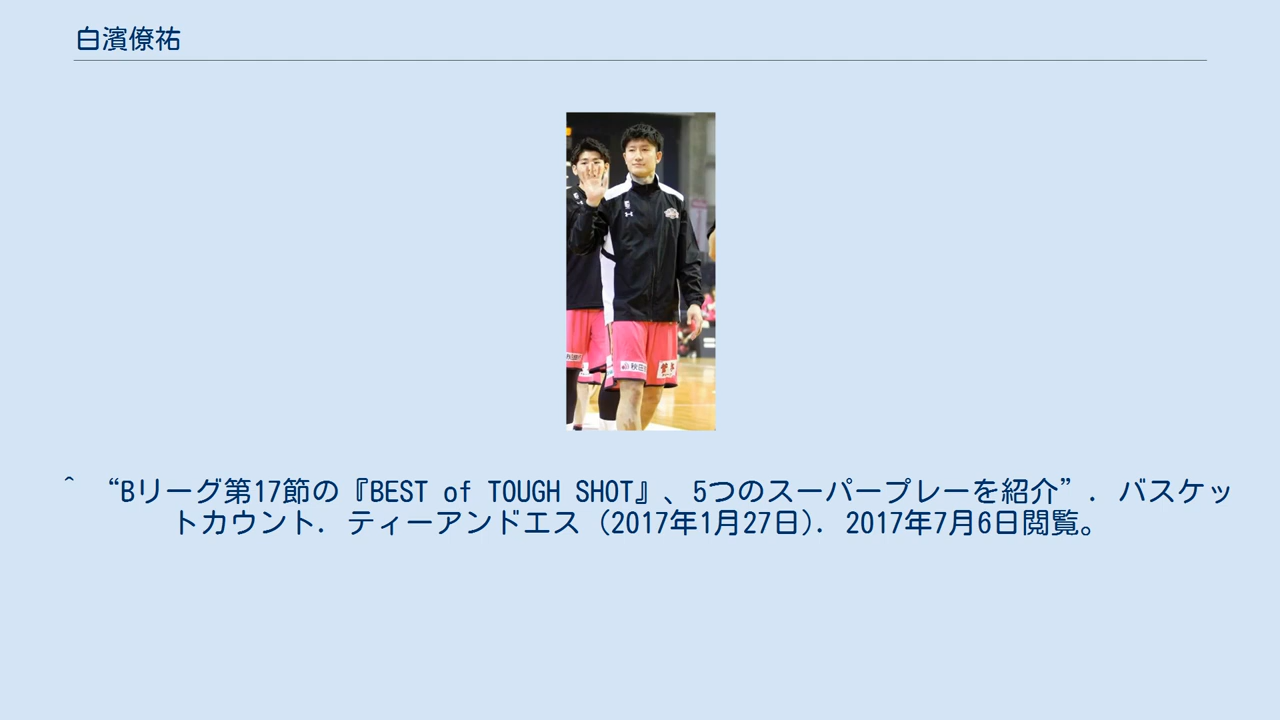 白濱僚祐
秋田
^ “Bリーグ第17節の『BEST of TOUGH SHOT』、5つのスーパープレーを紹介”. バスケッ
トカウント. ティーアンドエス (2017年1月27日). 2017年7月6日閲覧。